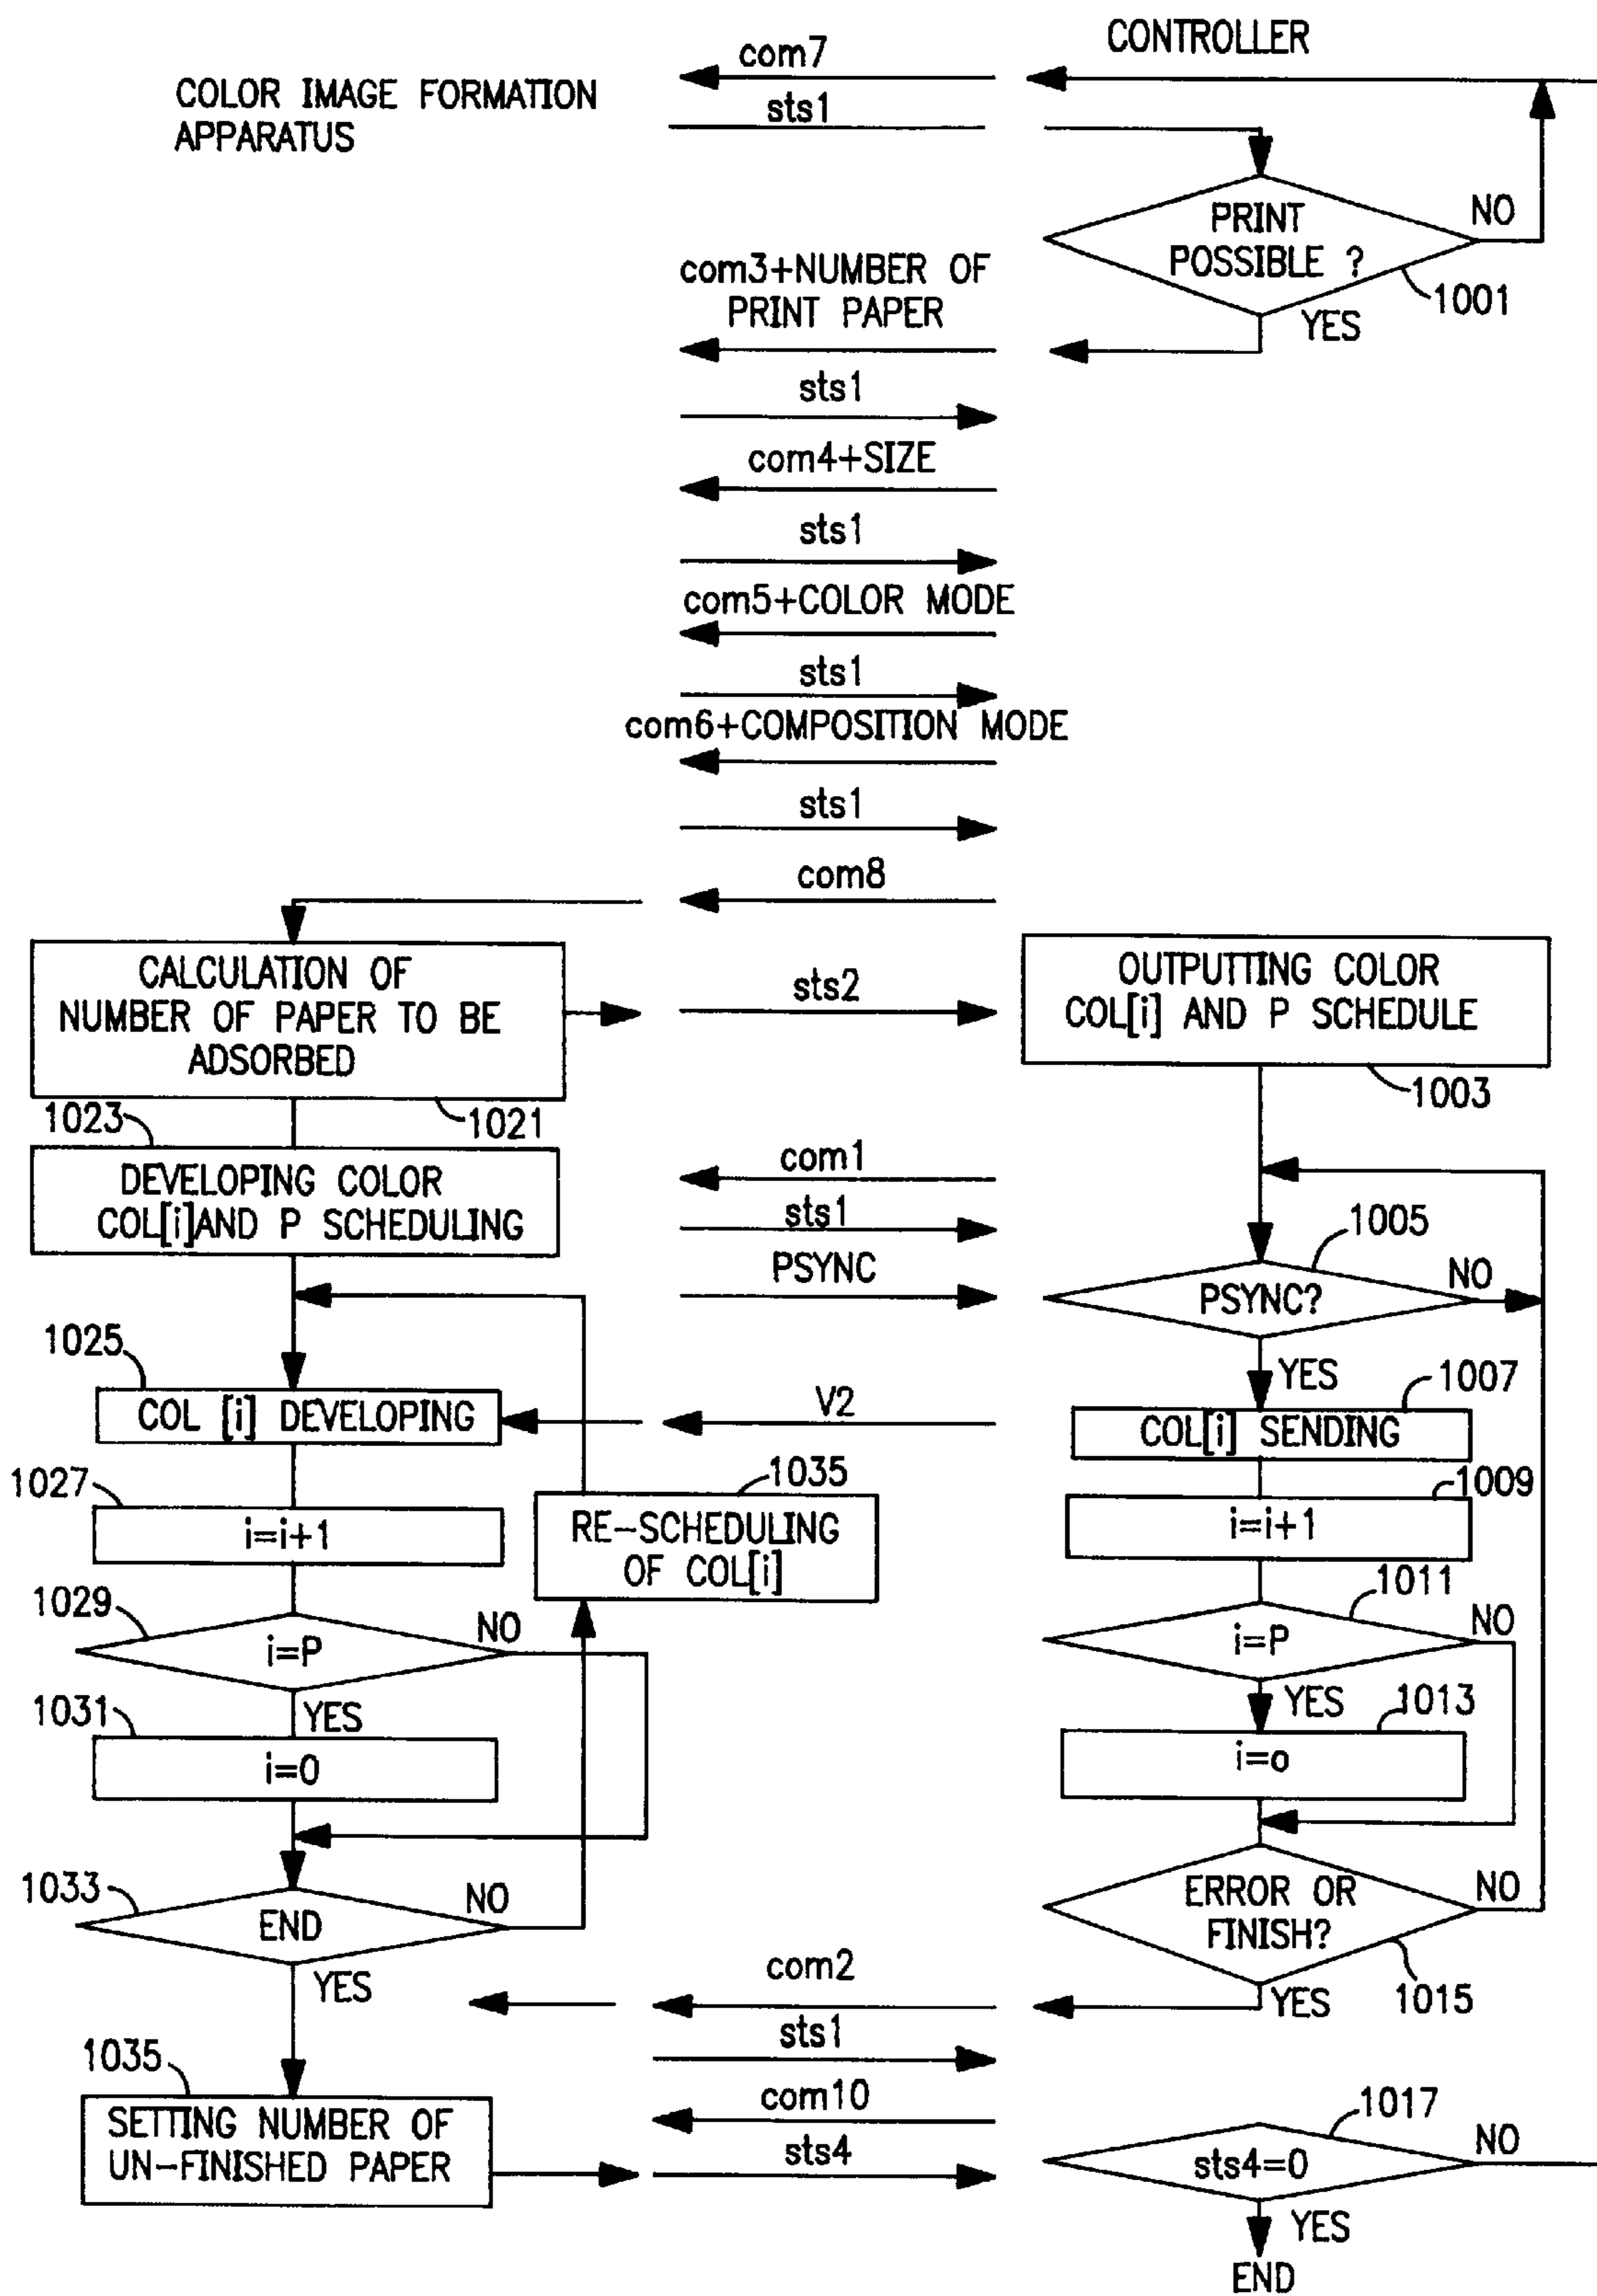 CONTROLLER
com7
COLOR IMAGE FORMATION
APPARATUS
sts1
PRINT
POSSIBLE ?
NO
1001
YES
com3+NUMBER OF
PRINT PAPER
sts1
com4+SIZE
sts1
com5+COLOR MODE
sts1
com6+COMPOSITION MODE
sts1
com8
CALCULATION OF
NUMBER OF PAPER TO BE
ADSORBED
1021
sts2
OUTPUTTING COLOR
COL[i] AND P SCHEDULE
1003
1023
DEVELOPING COLOR
COL[i]AND P SCHEDULING
com1
sts1
PSYNC
1005
PSYNC?
NO
YES
1025
COL [i] DEVELOPING
V2
1007
COL[i] SENDING
1027
i=i+1
1035
RE-SCHEDULING
OF COL[i]
1009
i=i+1
1029
i=P
NO
YES
1011
i=P
NO
YES
1031
i=0
1013
i=o
1033
END
NO
YES
ERROR OR
FINISH?
NO
1015
YES
com2
sts1
1035
SETTING NUMBER OF
UN-FINISHED PAPER
com10
sts4
1017
sts4=0
NO
YES
END